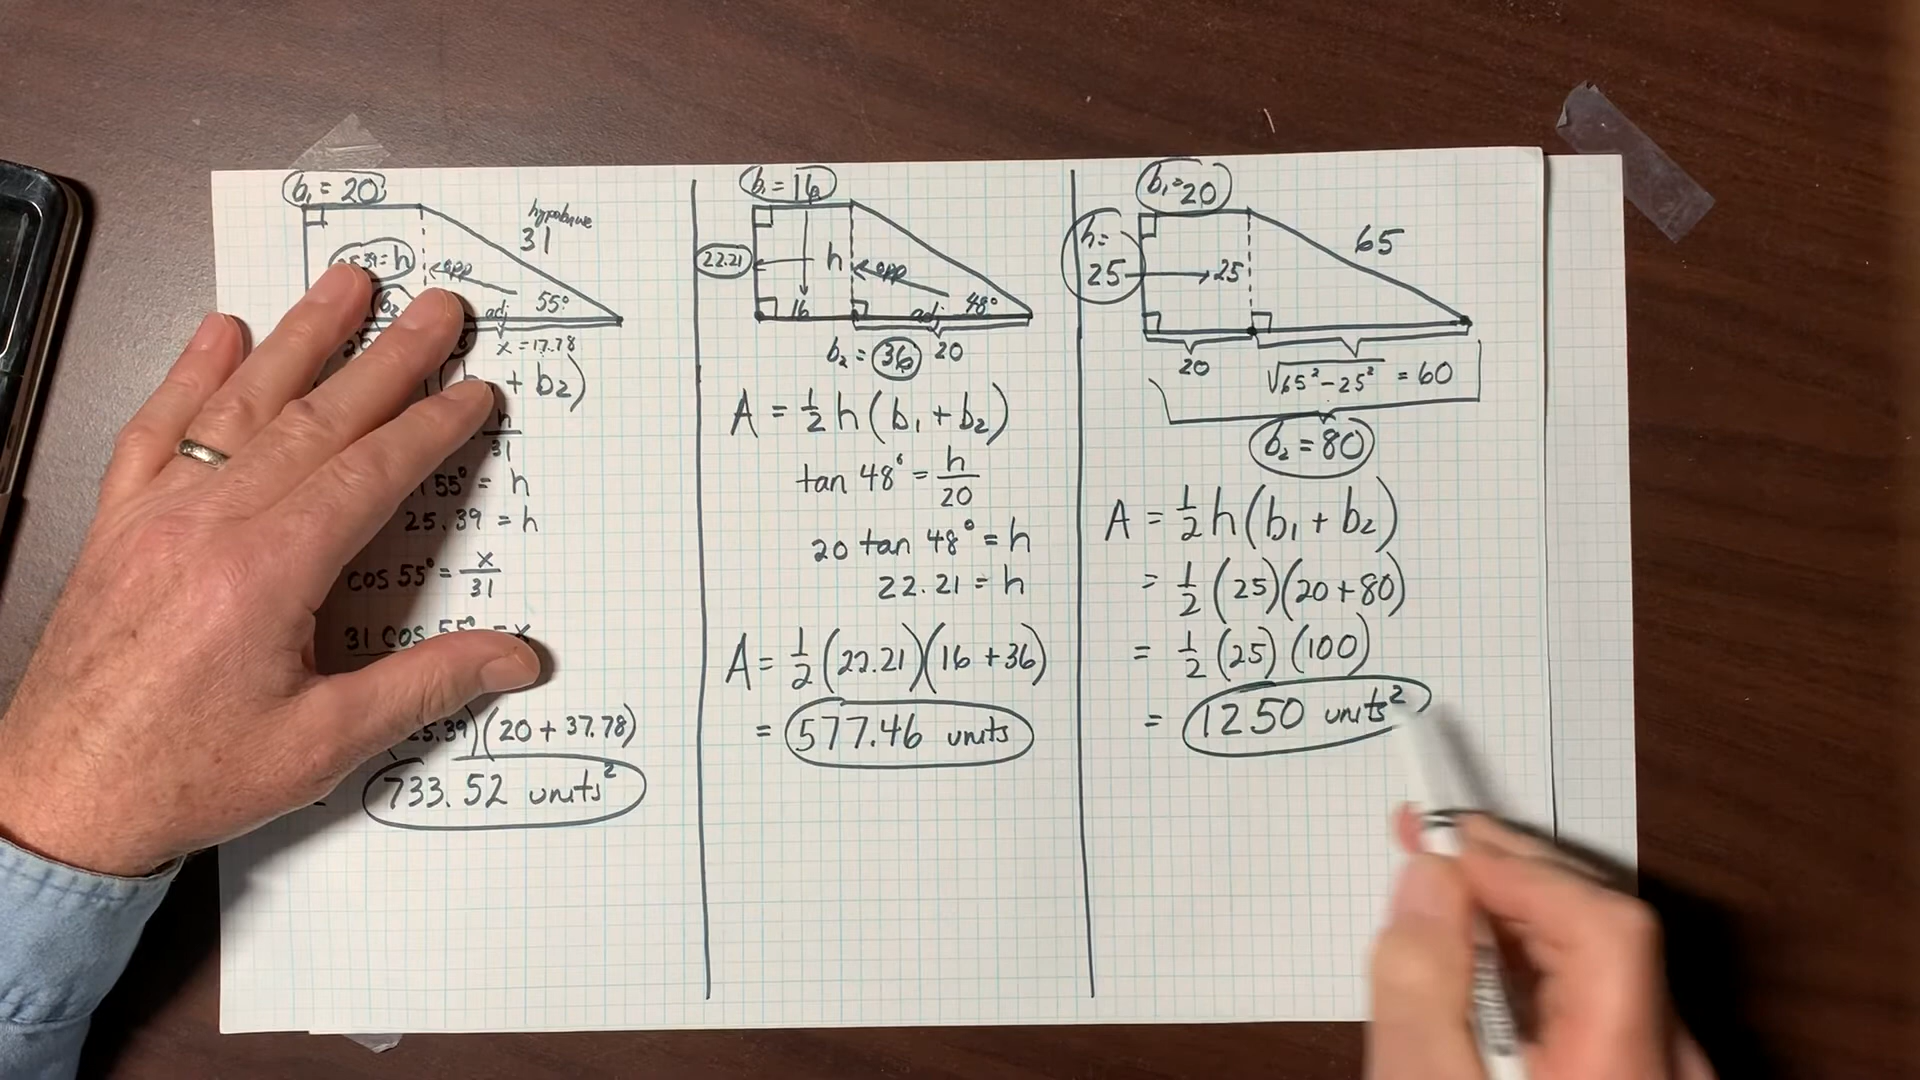 b₁ = 20
hypotenuse
31
25.39 = h
opp
b₂
adj
55°
x = 17.78
+ b₂)
h
31
55° = h
25.39 = h
cos 55° = x/31
31 cos 55° = x
25.39)(20 + 37.78)
733.52 units²
b₁ = 16
22.21
h
opp
16
adj
48°
b₂ = 36
20
A = ½ h (b₁ + b₂)
tan 48° = h/20
20 tan 48° = h
22.21 = h
A = ½ (22.21)(16 + 36)
= 577.46 units
b₁ = 20
h =
25
25
65
20
√65² − 25² = 60
b₂ = 80
A = ½ h (b₁ + b₂)
= ½ (25)(20 + 80)
= ½ (25)(100)
= 1250 units²